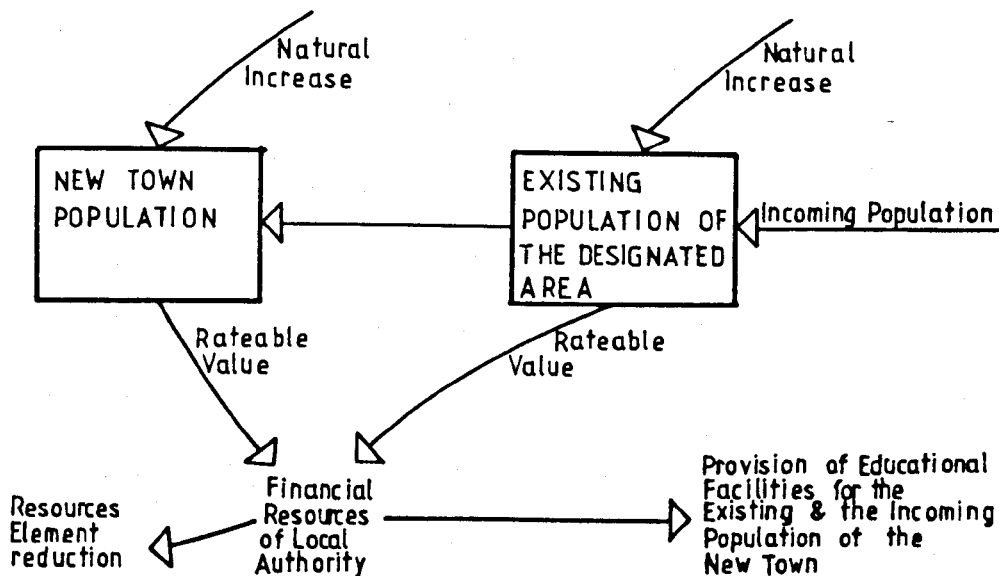 Natural
Increase
Natural
Increase
NEW TOWN
POPULATION
EXISTING
POPULATION OF
THE DESIGNATED
AREA
Incoming Population
Rateable
Value
Rateable
Value
Resources
Element
reduction
Financial
Resources
of Local
Authority
Provision of Educational
Facilities for the
Existing & the Incoming
Population of the
New Town